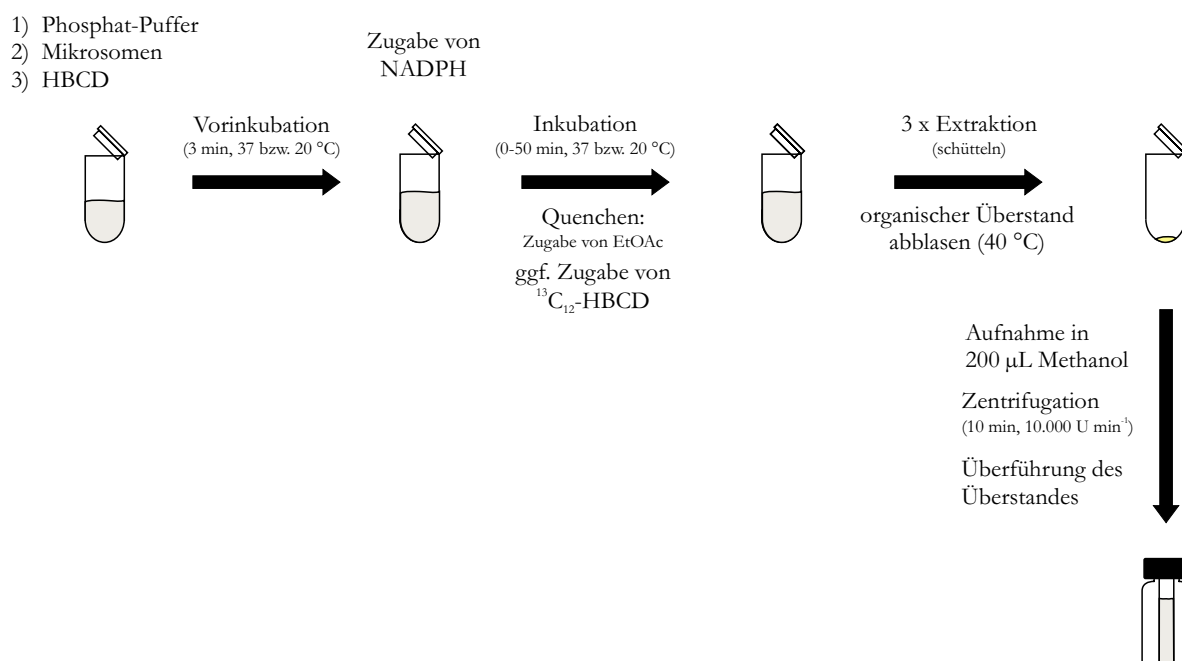 1) Phosphat-Puffer
2) Mikrosomen
3) HBCD
Zugabe von
NADPH
Vorinkubation
(3 min, 37 bzw. 20 °C)
Inkubation
(0-50 min, 37 bzw. 20 °C)
Quenchen:
Zugabe von EtOAc
ggf. Zugabe von
¹³C₁₂-HBCD
3 x Extraktion
(schütteln)
organischer Überstand
abblasen (40 °C)
Aufnahme in
200 µL Methanol
Zentrifugation
(10 min, 10.000 U min⁻¹)
Überführung des
Überstandes